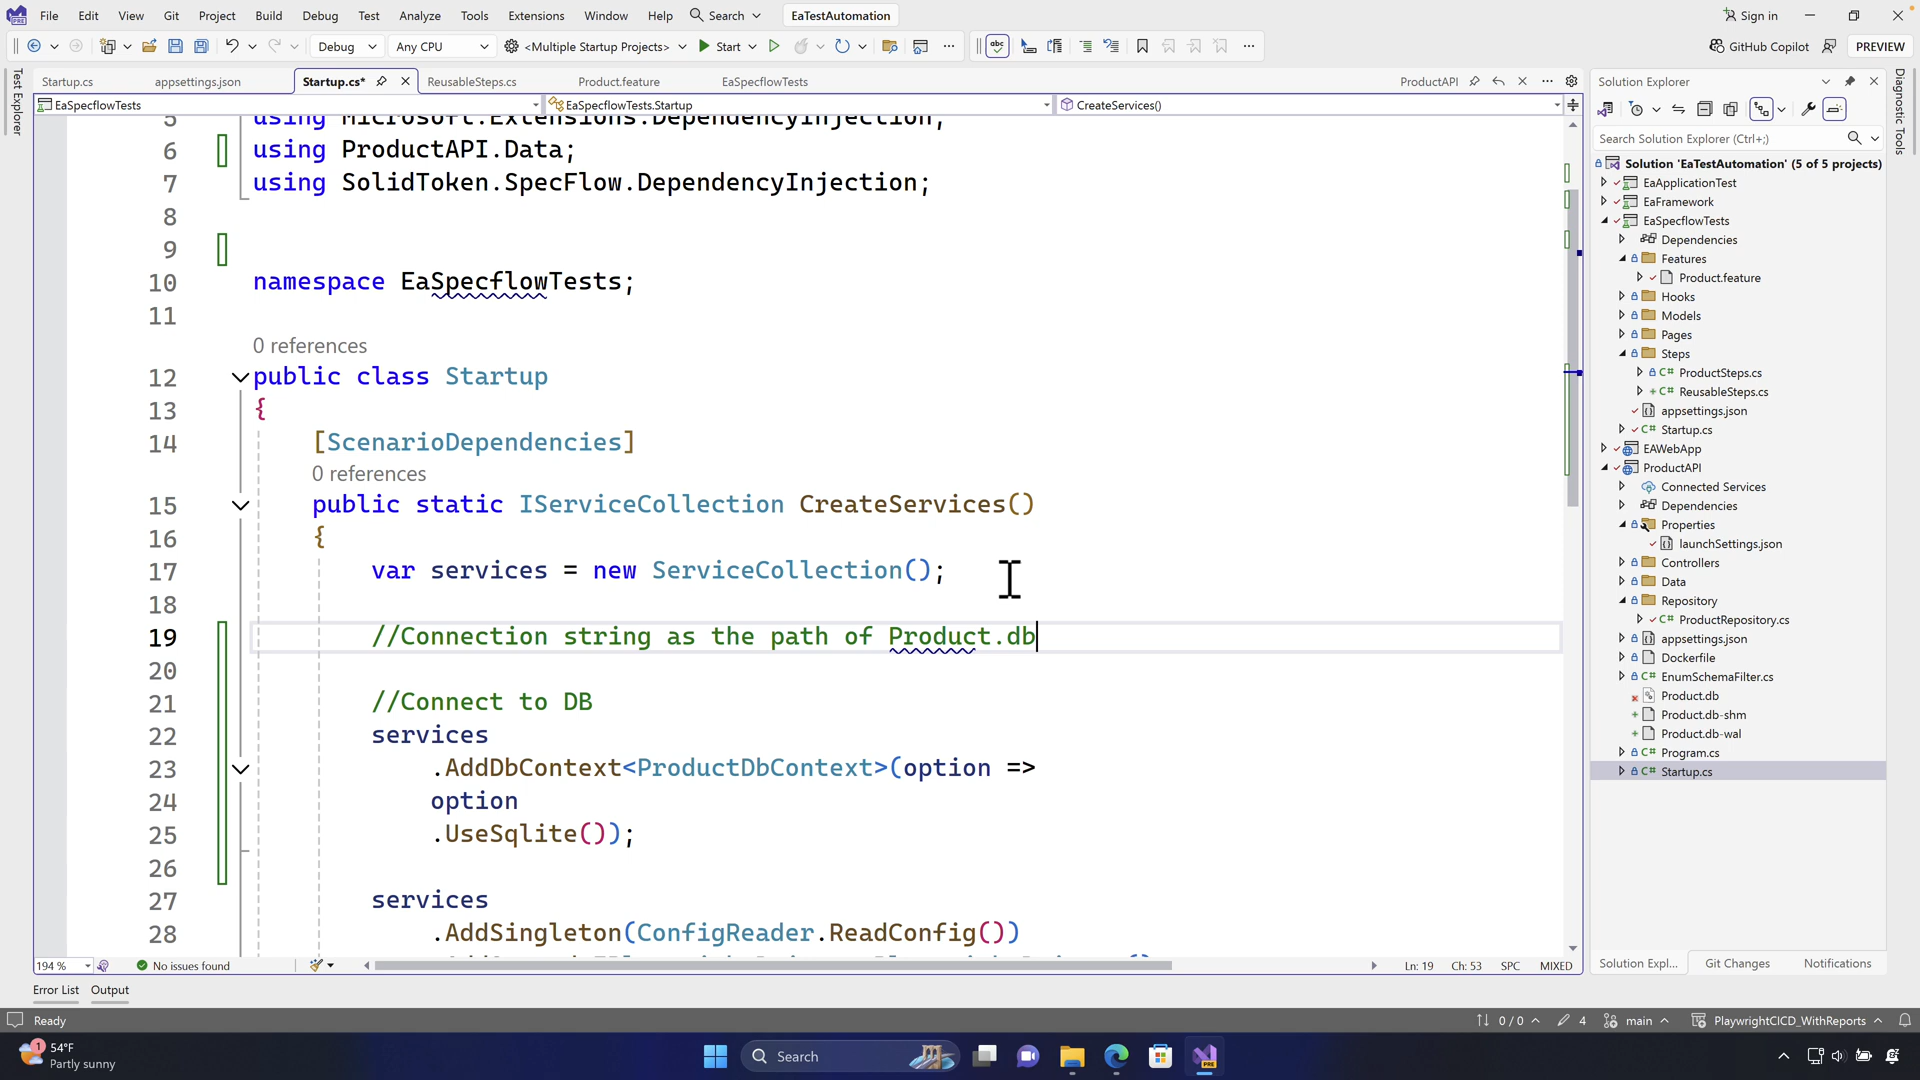 File Edit View Git Project Build Debug Test Analyze Tools Extensions Window Help Search EaTestAutomation Sign in
Debug Any CPU <Multiple Startup Projects> Start GitHub Copilot PREVIEW
Test Explorer
Startup.cs appsettings.json Startup.cs* ReusableSteps.cs Product.feature EaSpecflowTests ProductAPI
EaSpecflowTests EaSpecflowTests.Startup CreateServices()
5 using Microsoft.Extensions.DependencyInjection;
6 using ProductAPI.Data;
7 using SolidToken.SpecFlow.DependencyInjection;
8
9
10 namespace EaSpecflowTests;
11
0 references
12 public class Startup
13 {
14 [ScenarioDependencies]
0 references
15 public static IServiceCollection CreateServices()
16 {
17 var services = new ServiceCollection();
18
19 //Connection string as the path of Product.db
20
21 //Connect to DB
22 services
23 .AddDbContext<ProductDbContext>(option =>
24 option
25 .UseSqlite());
26
27 services
28 .AddSingleton(ConfigReader.ReadConfig())
194 % No issues found Ln: 19 Ch: 53 SPC MIXED
Solution Explorer
Search Solution Explorer (Ctrl+;)
Solution 'EaTestAutomation' (5 of 5 projects)
EaApplicationTest
EaFramework
EaSpecflowTests
Dependencies
Features
Product.feature
Hooks
Models
Pages
Steps
ProductSteps.cs
ReusableSteps.cs
appsettings.json
Startup.cs
EAWebApp
ProductAPI
Connected Services
Dependencies
Properties
launchSettings.json
Controllers
Data
Repository
ProductRepository.cs
appsettings.json
Dockerfile
EnumSchemaFilter.cs
Product.db
Product.db-shm
Product.db-wal
Program.cs
Startup.cs
Solution Expl... Git Changes Notifications
Diagnostic Tools
Error List Output
Ready 0 / 0 4 main PlaywrightCICD_WithReports
1 54°F
Partly sunny
Search